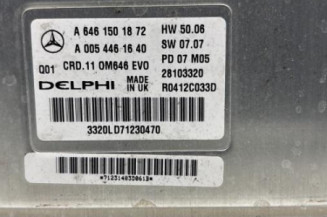 A 646 150 18 72 HW 50.06
A 005 446 16 40 SW 07.07
Q01 CRD.11 OM646 EVO PD 07 M05
DELPHI MADE IN UK 28103320
R0412C033D
3320LD71230470